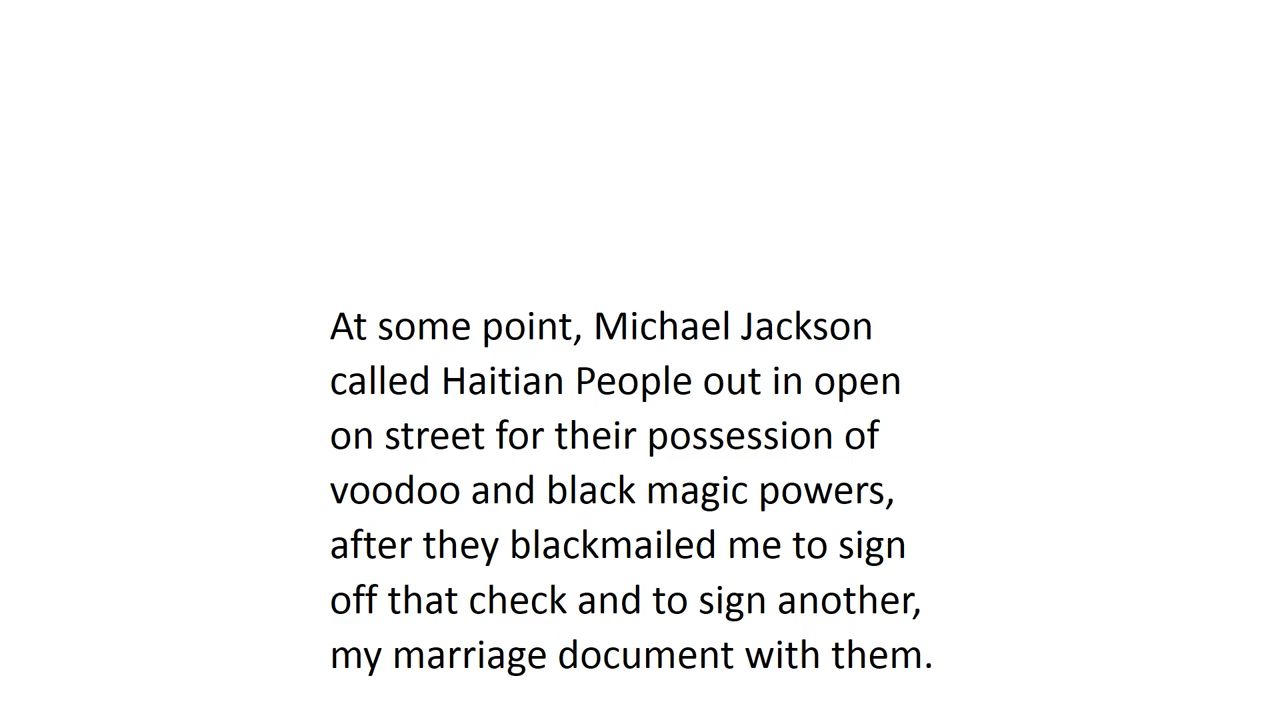 At some point, Michael Jackson
called Haitian People out in open
on street for their possession of
voodoo and black magic powers,
after they blackmailed me to sign
off that check and to sign another,
my marriage document with them.